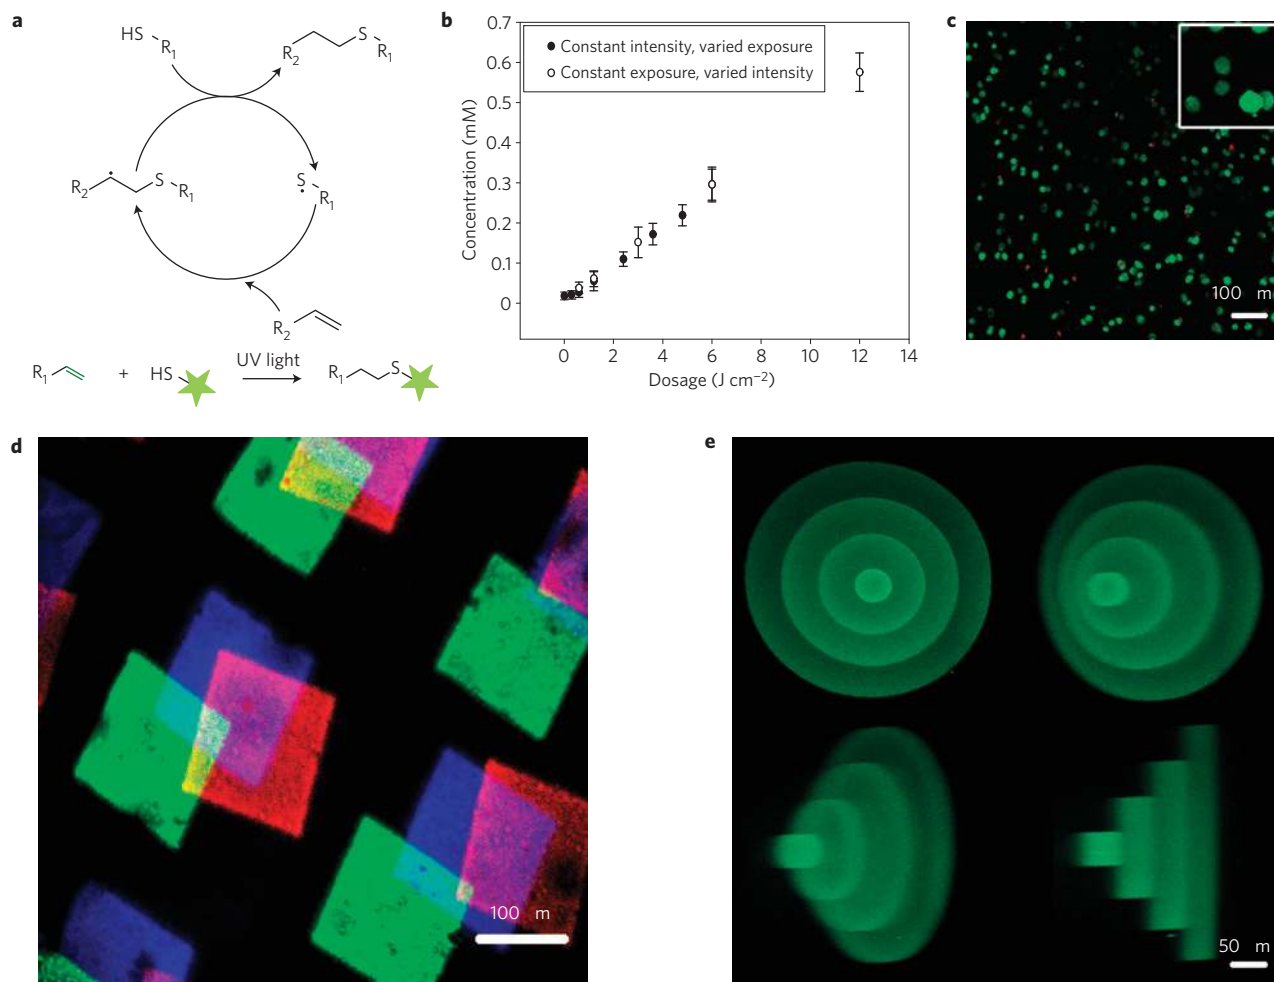 a
HS
R1
R2
S
R1
R2
S
R1
S
R1
R2
R1
+
HS
UV light
R1
S
b
Concentration (mM)
0.7
0.6
0.5
0.4
0.3
0.2
0.1
0
Constant intensity, varied exposure
Constant exposure, varied intensity
0 2 4 6 8 10 12 14
Dosage (J cm−2)
c
100 m
d
100 m
e
50 m